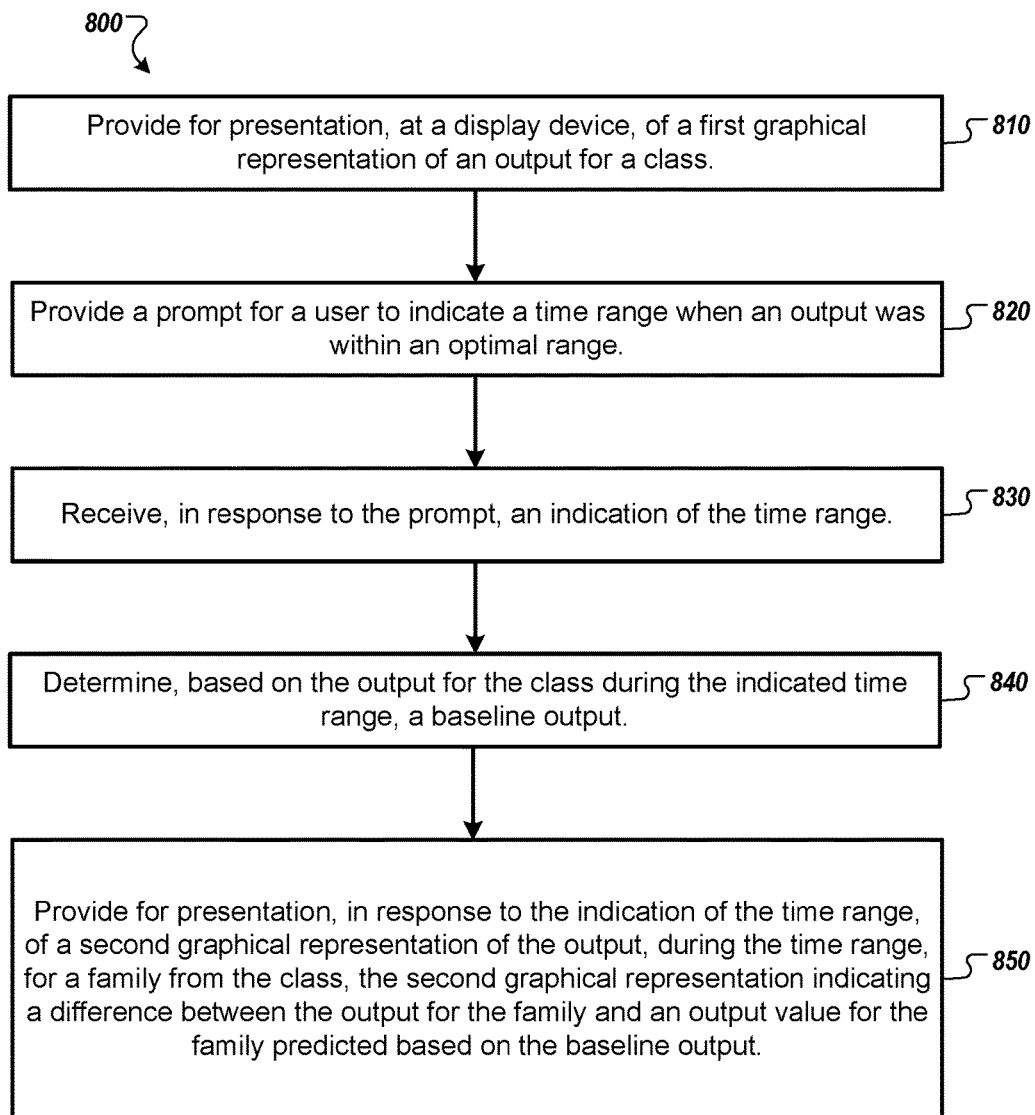 800
Provide for presentation, at a display device, of a first graphical
representation of an output for a class.
810
Provide a prompt for a user to indicate a time range when an output was
within an optimal range.
820
Receive, in response to the prompt, an indication of the time range.
830
Determine, based on the output for the class during the indicated time
range, a baseline output.
840
Provide for presentation, in response to the indication of the time range,
of a second graphical representation of the output, during the time range,
for a family from the class, the second graphical representation indicating
a difference between the output for the family and an output value for the
family predicted based on the baseline output.
850